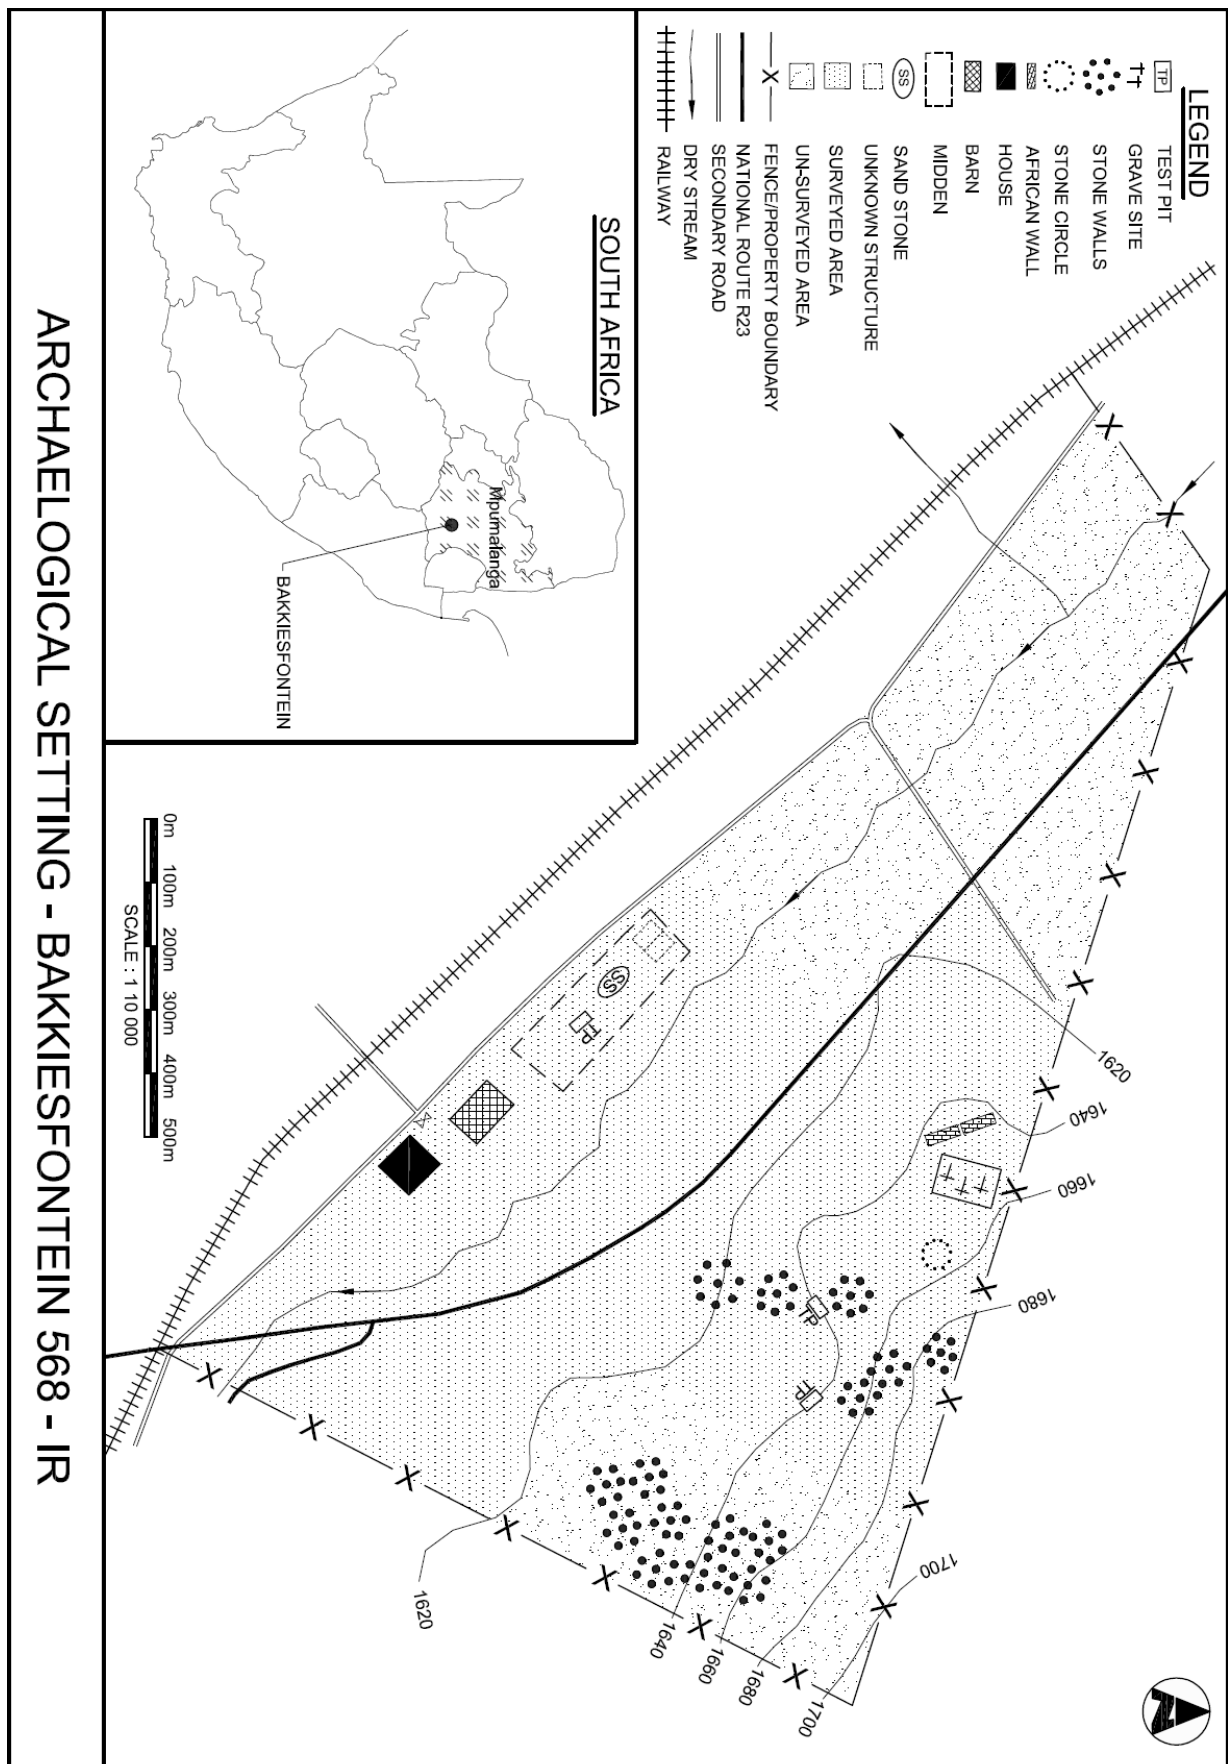 LEGEND
TP TEST PIT
GRAVE SITE
STONE WALLS
STONE CIRCLE
AFRICAN WALL
HOUSE
BARN
MIDDEN
SS SAND STONE
UNKNOWN STRUCTURE
SURVEYED AREA
UN-SURVEYED AREA
X FENCE/PROPERTY BOUNDARY
NATIONAL ROUTE R23
SECONDARY ROAD
DRY STREAM
RAILWAY
SOUTH AFRICA
Mpumalanga
BAKKIESFONTEIN
1620
1640
1660
1680
1700
SS
TP
TP
TP
1620
1640
1660
1680
1700
N
0m 100m 200m 300m 400m 500m
SCALE : 1 10 000
ARCHAELOGICAL SETTING - BAKKIESFONTEIN 568 - IR